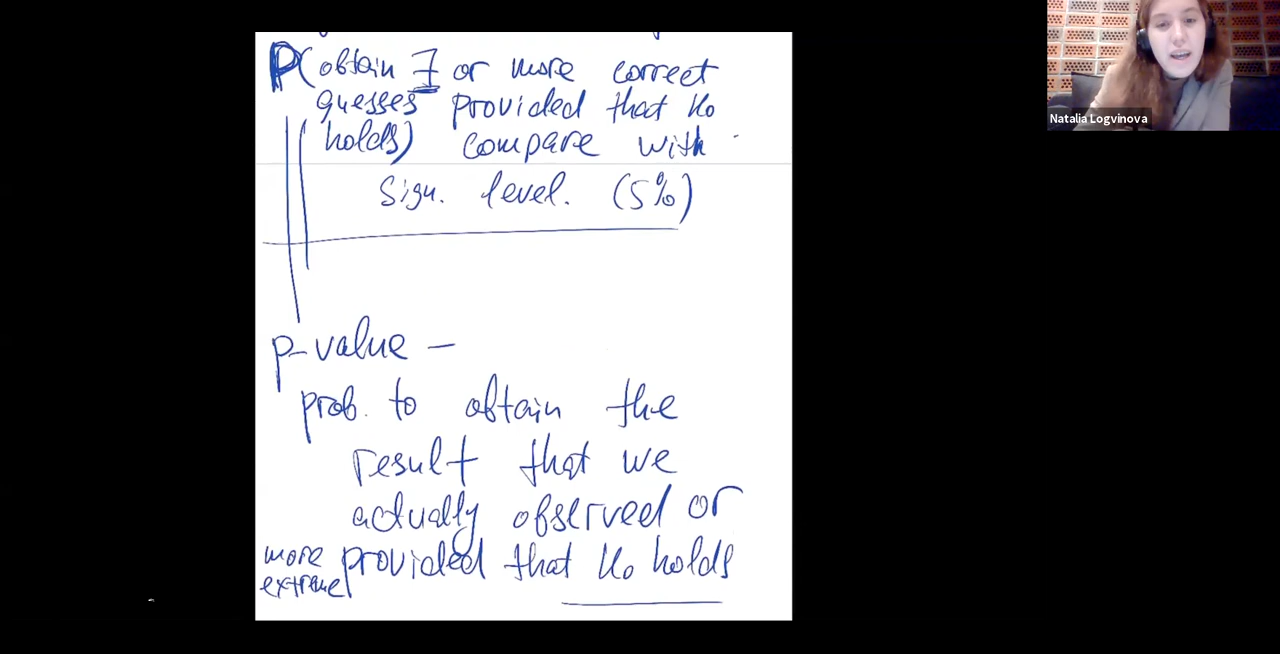 P( obtain 7 or more correct
guesses provided that H0
holds) compare with
Sign. level. (5%)
p-value -
prob. to obtain the
result that we
actually observed or
more extreme provided that H0 holds
Natalia Logvinova